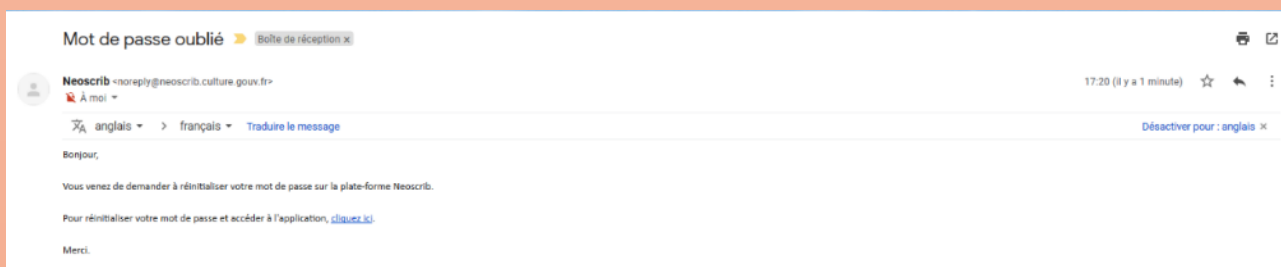 Mot de passe oublié Boîte de réception x
Neoscrib <noreply@neoscrib.culture.gouv.fr> 17:20 (il y a 1 minute)
À moi
anglais > français Traduire le message Désactiver pour : anglais x
Bonjour,
Vous venez de demander à réinitialiser votre mot de passe sur la plate-forme Neoscrib.
Pour réinitialiser votre mot de passe et accéder à l'application, cliquez ici.
Merci.